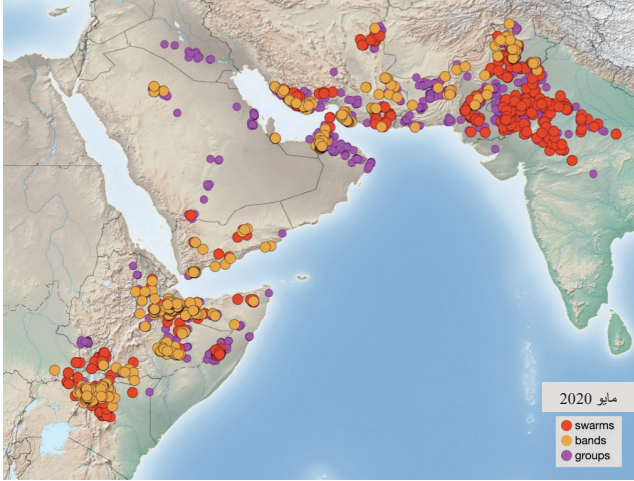 مايو 2020
swarms
bands
groups